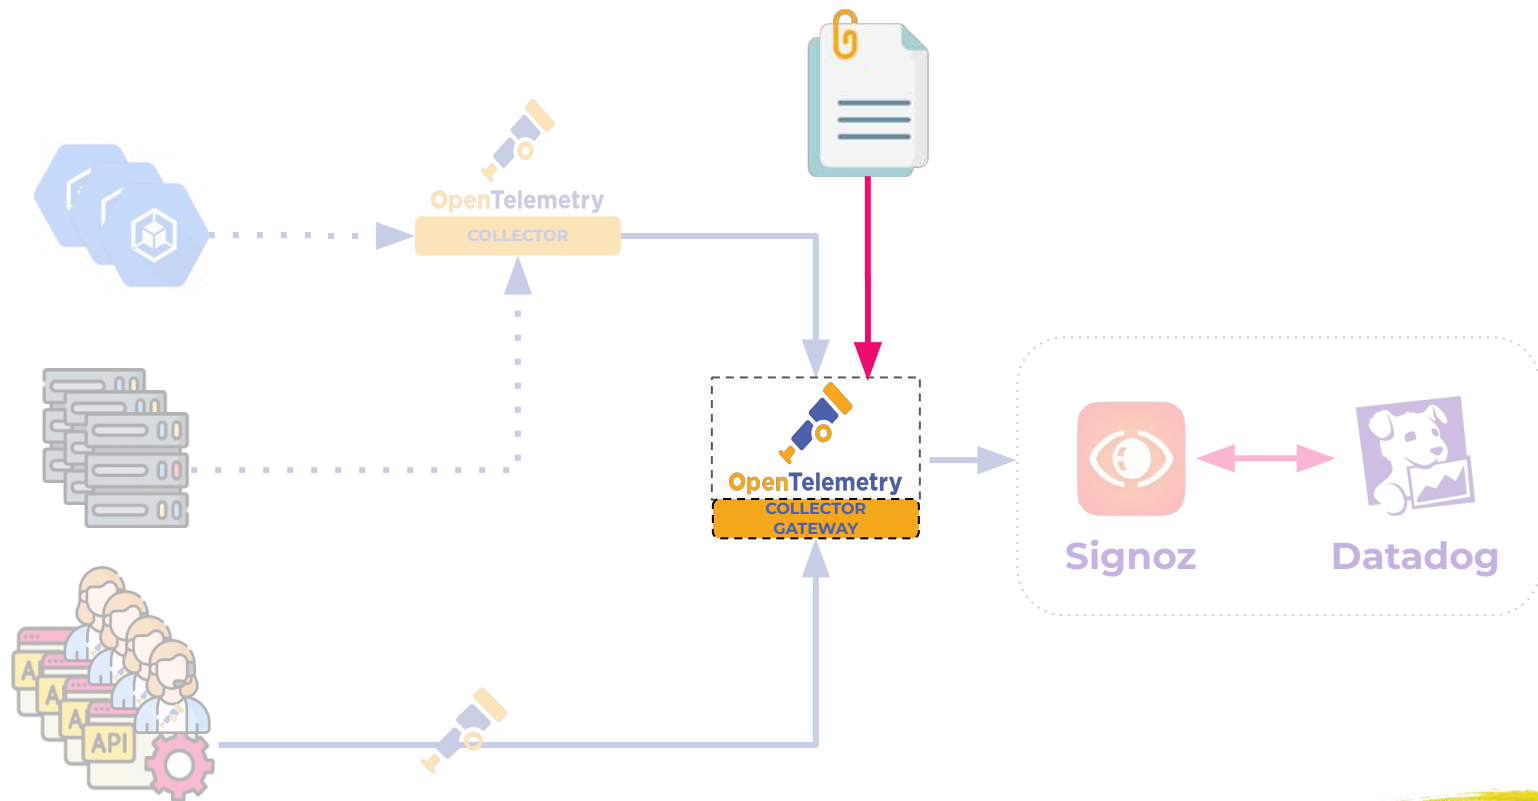 OpenTelemetry
COLLECTOR
OpenTelemetry
COLLECTOR
GATEWAY
Signoz
Datadog
API